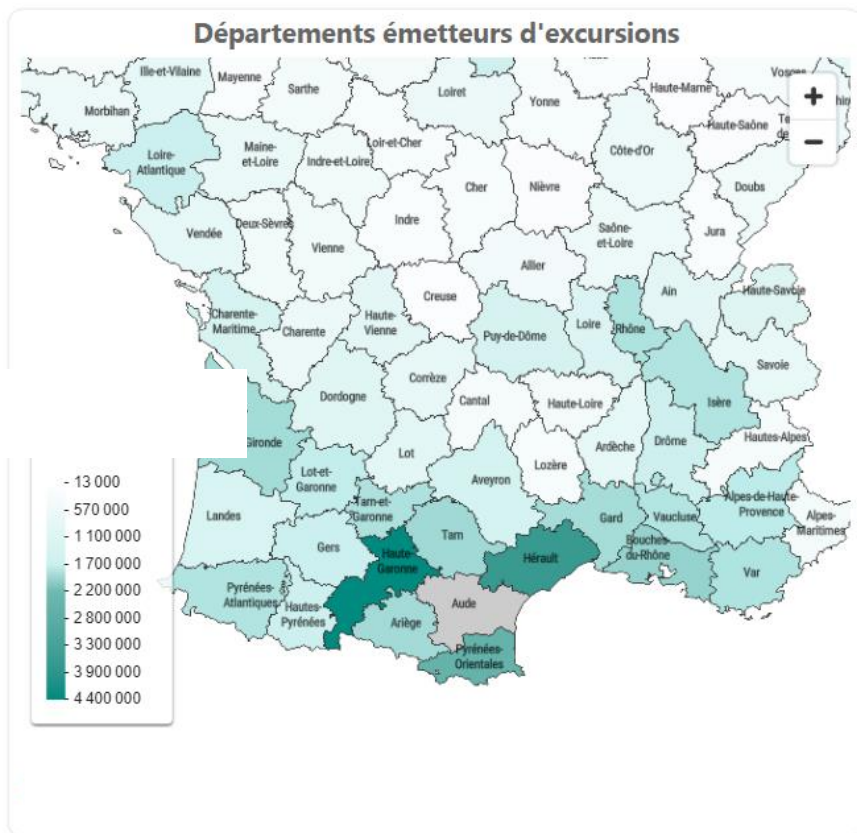 Départements émetteurs d'excursions
Ille-et-Vilaine
Mayenne
Sarthe
Loiret
Yonne
Haute-Marne
Vosges
+
Morbihan
Haute-Saône
−
Loir-et-Cher
Loire-
Atlantique
Maine-
et-Loire
Indre-et-Loire
Côte-d'Or
Cher
Nièvre
Doubs
Indre
Vendée
Deux-Sèvres
Vienne
Saône-
et-Loire
Jura
Allier
Creuse
Ain
Haute-Savoie
Charente-
Maritime
Charente
Haute-
Vienne
Puy-de-Dôme
Loire
Rhône
Savoie
Corrèze
Dordogne
Cantal
Haute-Loire
Isère
Gironde
Lot
Ardèche
Drôme
Hautes-Alpes
Lot-et-
Garonne
Aveyron
Lozère
13 000
570 000
1 100 000
1 700 000
2 200 000
2 800 000
3 300 000
3 900 000
4 400 000
Landes
Tarn-et-
Garonne
Tarn
Gard
Vaucluse
Alpes-de-Haute-
Provence
Alpes-
Maritimes
Gers
Haute-
Garonne
Hérault
Bouches-
du-Rhône
Var
Pyrénées-
Atlantiques
Hautes-
Pyrénées
Ariège
Aude
Pyrénées-
Orientales